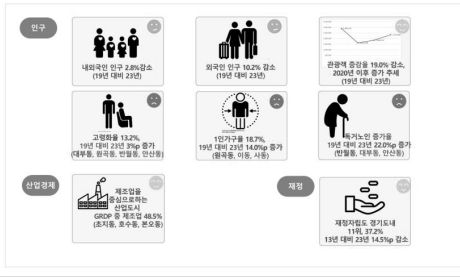 인구
내외국인 인구 2.8%감소
(19년 대비 23년)
외국인 인구 10.2% 감소
(19년 대비 23년)
관광객 증감율 19.0% 감소,
2020년 이후 증가 추세
(19년 대비 23년)
고령화율 13.2%,
19년 대비 23년 3%p 증가
(대부동, 원곡동, 반월동, 안산동)
1인가구율 18.7%,
19년 대비 23년 14.0%p 증가
(원곡동, 이동, 사동)
독거노인 증가율
19년 대비 23년 22.0%p 증가
(반월동, 대부동, 안산동)
산업경제
제조업을
중심으로하는
산업도시
GRDP 중 제조업 48.5%
(초지동, 호수동, 본오동)
재정
재정자립도 경기도내
11위, 37.2%
13년 대비 23년 14.5%p 감소